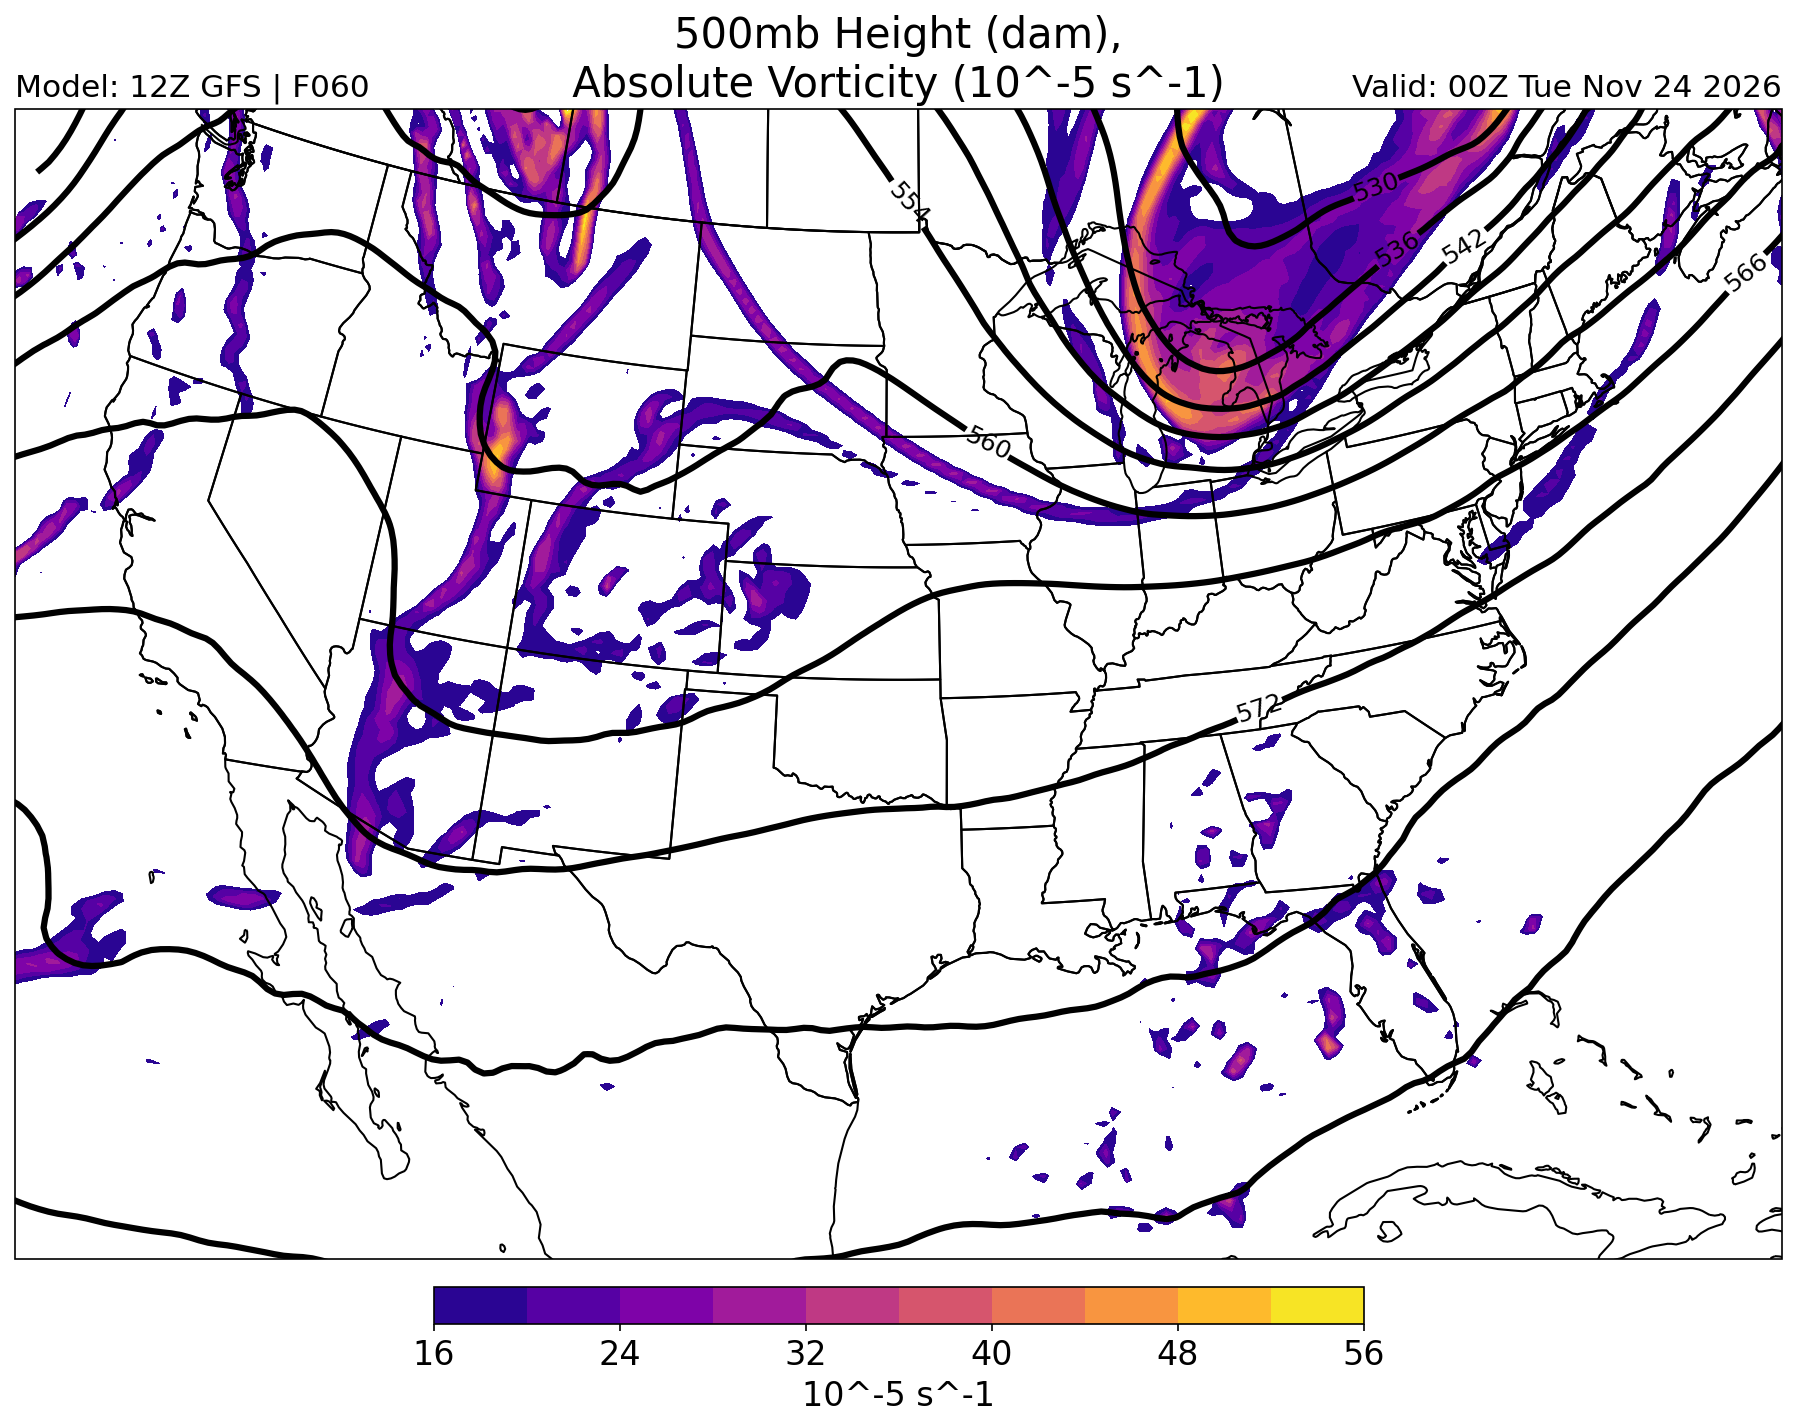 500mb Height (dam),
Absolute Vorticity (10^-5 s^-1)
Model: 12Z GFS | F060
Valid: 00Z Tue Nov 24 2026
530
554
536
542
566
560
572
16 24 32 40 48 56
10^-5 s^-1